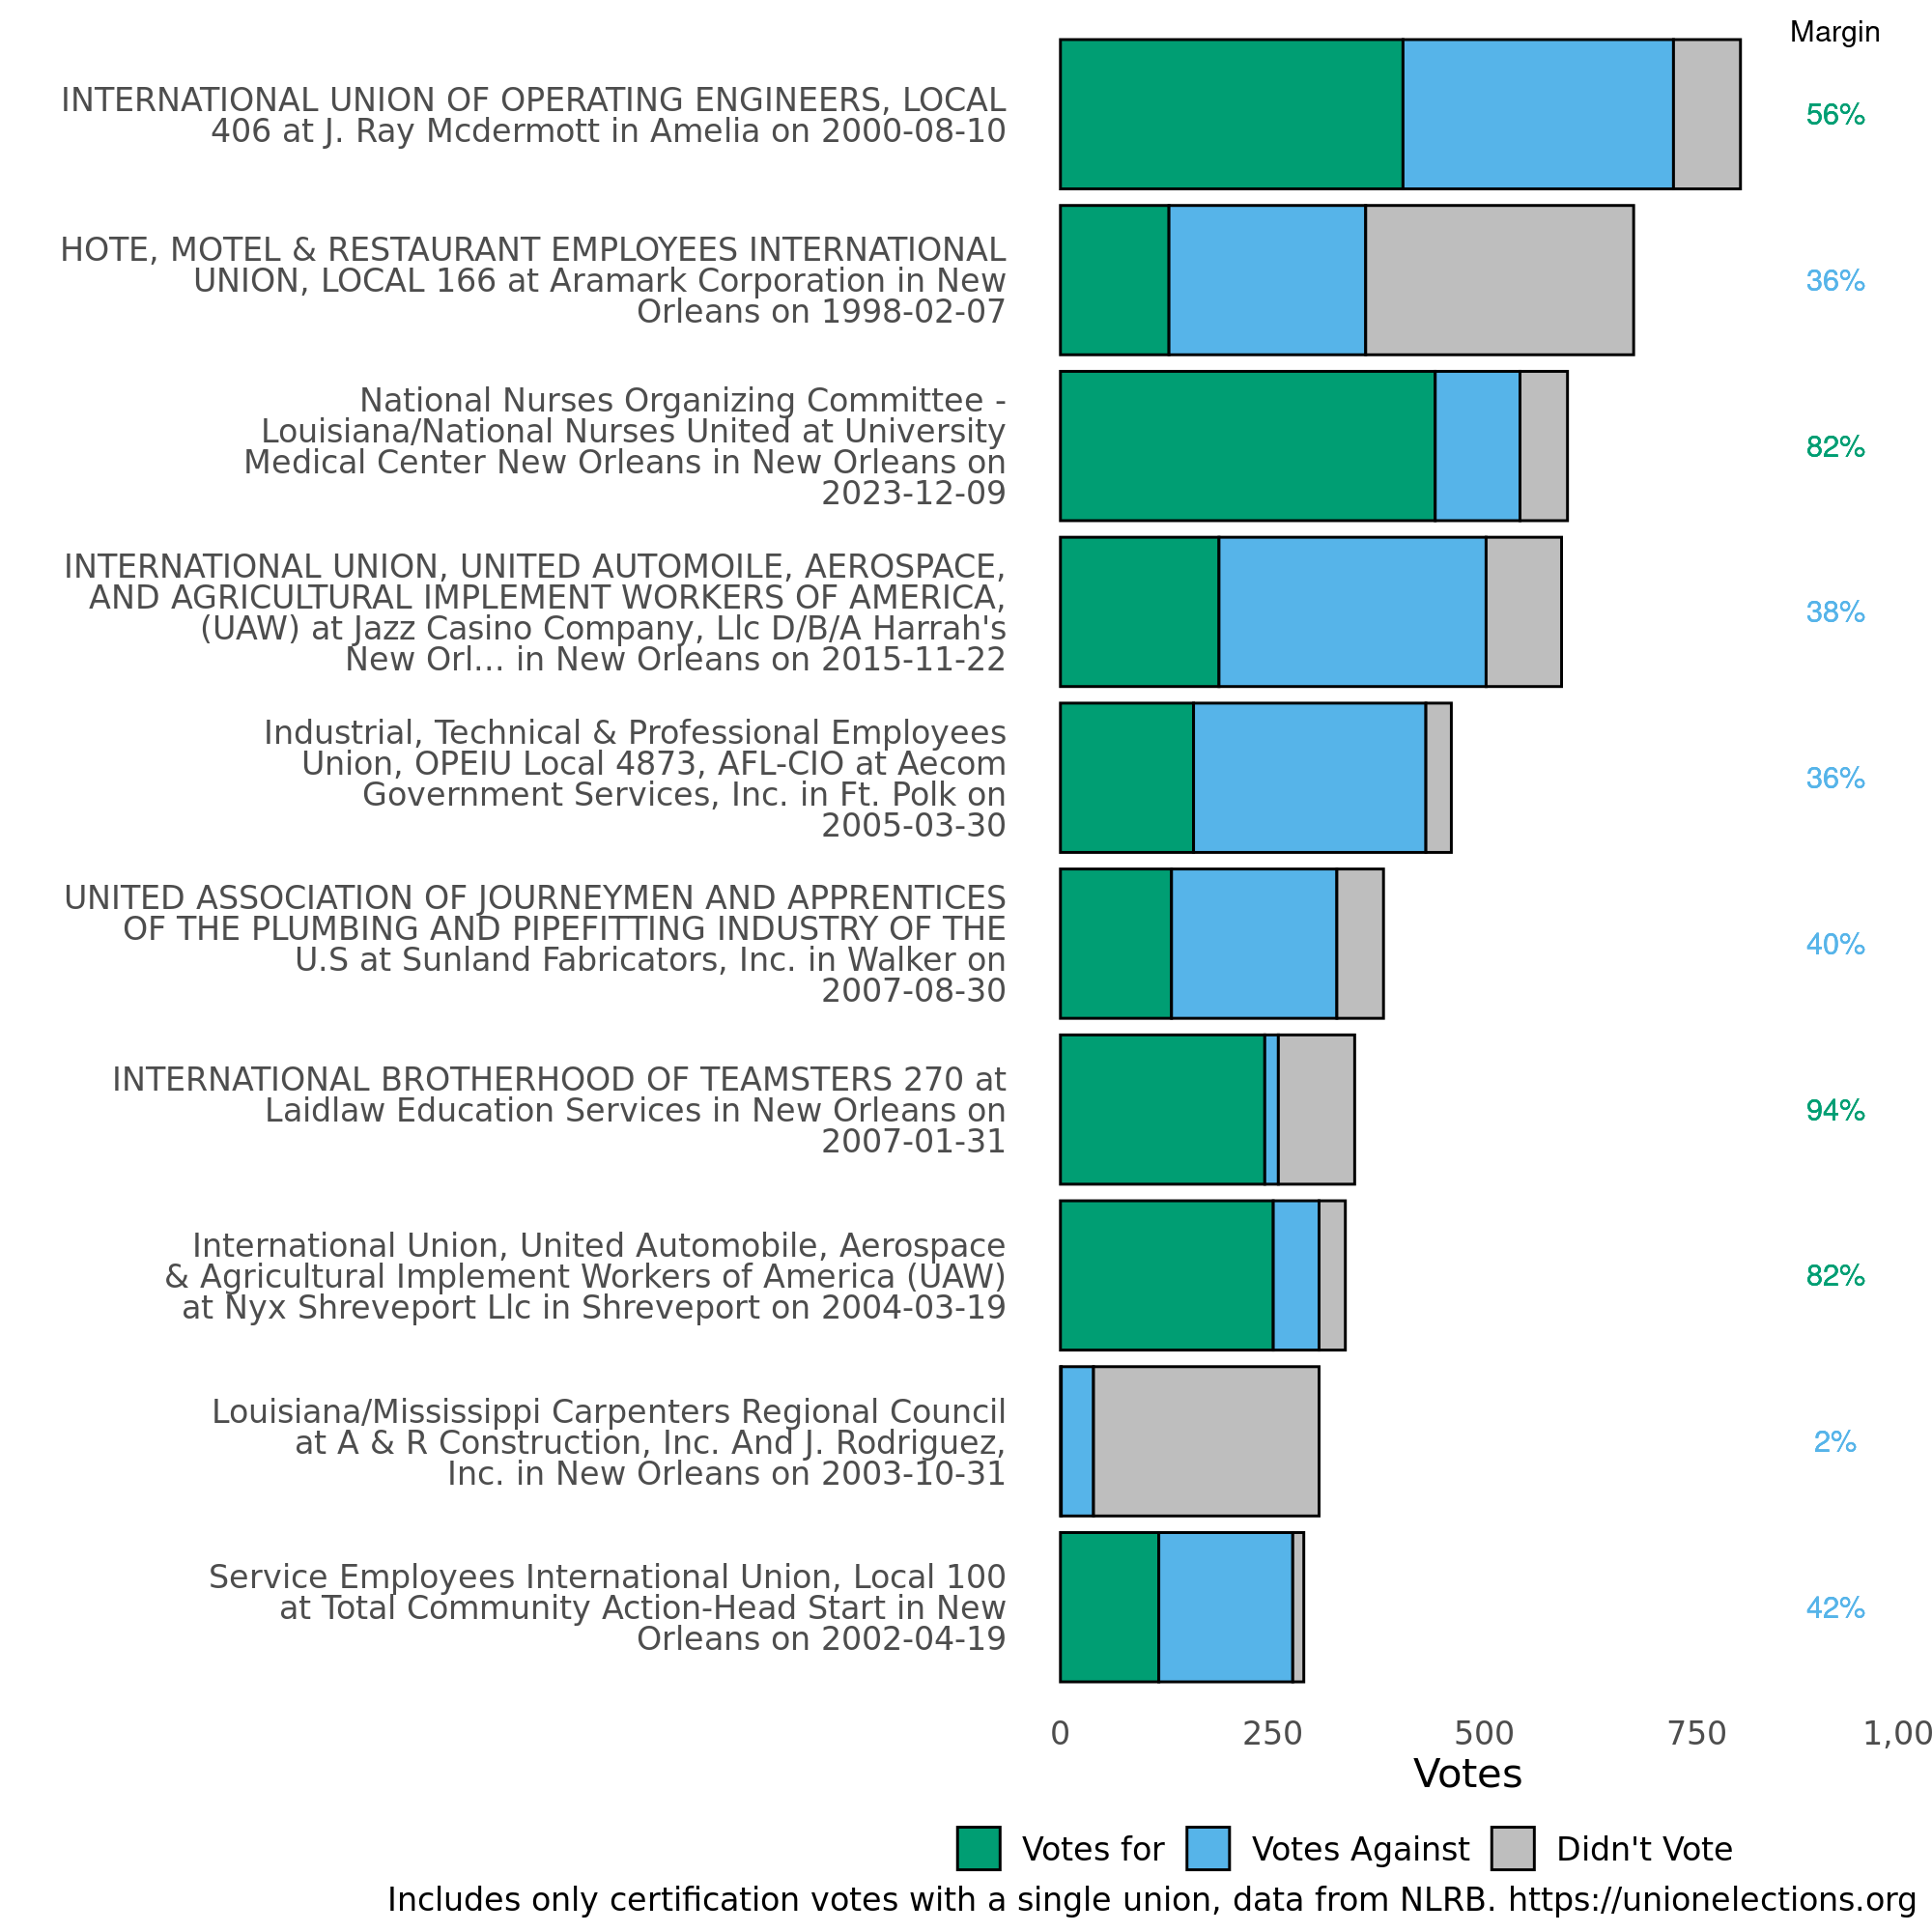 Margin
INTERNATIONAL UNION OF OPERATING ENGINEERS, LOCAL
406 at J. Ray Mcdermott in Amelia on 2000-08-10
56%
HOTE, MOTEL & RESTAURANT EMPLOYEES INTERNATIONAL
UNION, LOCAL 166 at Aramark Corporation in New
Orleans on 1998-02-07
36%
National Nurses Organizing Committee -
Louisiana/National Nurses United at University
Medical Center New Orleans in New Orleans on
2023-12-09
82%
INTERNATIONAL UNION, UNITED AUTOMOILE, AEROSPACE,
AND AGRICULTURAL IMPLEMENT WORKERS OF AMERICA,
(UAW) at Jazz Casino Company, Llc D/B/A Harrah's
New Orl... in New Orleans on 2015-11-22
38%
Industrial, Technical & Professional Employees
Union, OPEIU Local 4873, AFL-CIO at Aecom
Government Services, Inc. in Ft. Polk on
2005-03-30
36%
UNITED ASSOCIATION OF JOURNEYMEN AND APPRENTICES
OF THE PLUMBING AND PIPEFITTING INDUSTRY OF THE
U.S at Sunland Fabricators, Inc. in Walker on
2007-08-30
40%
INTERNATIONAL BROTHERHOOD OF TEAMSTERS 270 at
Laidlaw Education Services in New Orleans on
2007-01-31
94%
International Union, United Automobile, Aerospace
& Agricultural Implement Workers of America (UAW)
at Nyx Shreveport Llc in Shreveport on 2004-03-19
82%
Louisiana/Mississippi Carpenters Regional Council
at A & R Construction, Inc. And J. Rodriguez,
Inc. in New Orleans on 2003-10-31
2%
Service Employees International Union, Local 100
at Total Community Action-Head Start in New
Orleans on 2002-04-19
42%
0 250 500 750 1,00
Votes
Votes for Votes Against Didn't Vote
Includes only certification votes with a single union, data from NLRB. https://unionelections.org